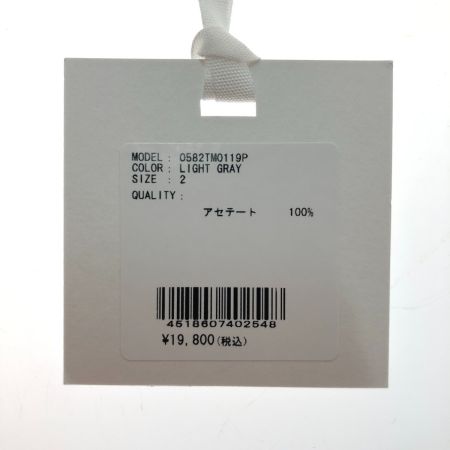 MODEL : 0582TM0119P
COLOR : LIGHT GRAY
SIZE : 2
QUALITY :
アセテート 100%
4518607402548
¥19,800(税込)